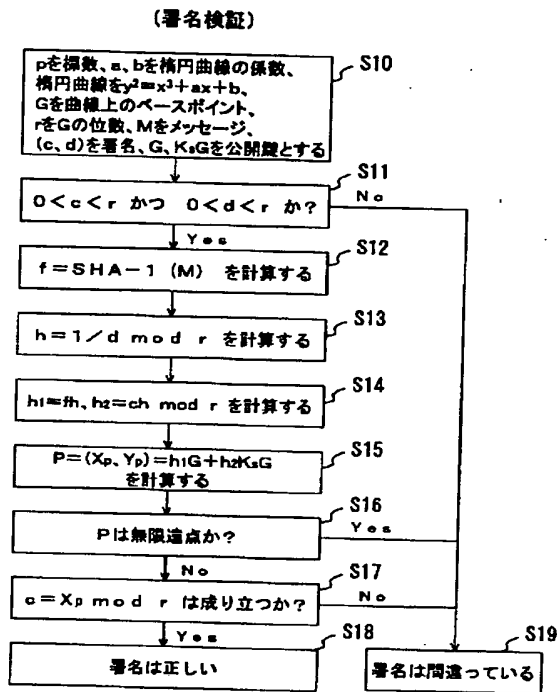 (署名検証)
S10
pを標数、a、bを楕円曲線の係数、
楕円曲線をy²=x³+ax+b、
Gを曲線上のベースポイント、
rをGの位数、Mをメッセージ、
(c、d)を署名、G、KsGを公開鍵とする
S11
0<c<r かつ 0<d<r か?
No
Yes
S12
f=SHA-1(M) を計算する
S13
h=1/d mod r を計算する
S14
h1=fh、h2=ch mod r を計算する
S15
P=(Xp、Yp)=h1G+h2KsG
を計算する
S16
Pは無限遠点か?
Yes
No
S17
c=Xp mod r は成り立つか?
No
Yes
S18
署名は正しい
S19
署名は間違っている